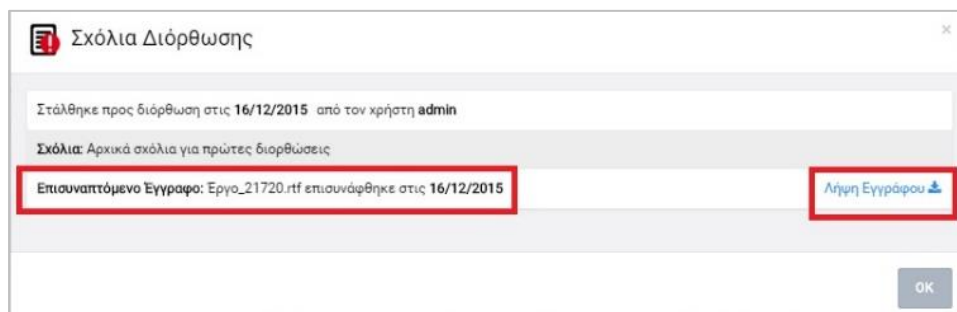 Σχόλια Διόρθωσης
×
Στάλθηκε προς διόρθωση στις 16/12/2015 από τον χρήστη admin
Σχόλια: Αρχικά σχόλια για πρώτες διορθώσεις
Επισυναπτόμενο Έγγραφο: Έργο_21720.rtf επισυνάφθηκε στις 16/12/2015 Λήψη Εγγράφου
OK